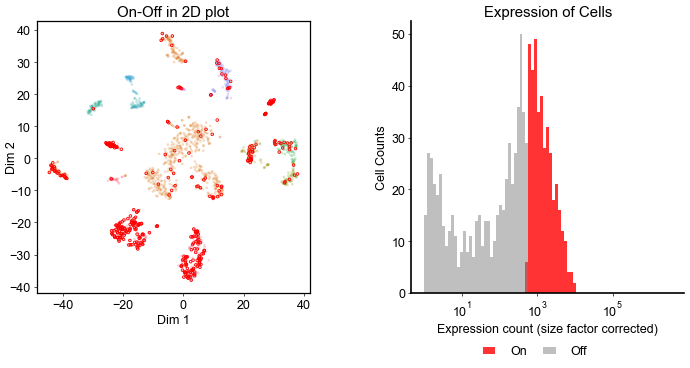 On-Off in 2D plot
40
30
20
10
0
−10
−20
−30
−40
Dim 2
−40 −20 0 20 40
Dim 1
Expression of Cells
50
40
30
20
10
0
Cell Counts
10¹ 10³ 10⁵
Expression count (size factor corrected)
On Off